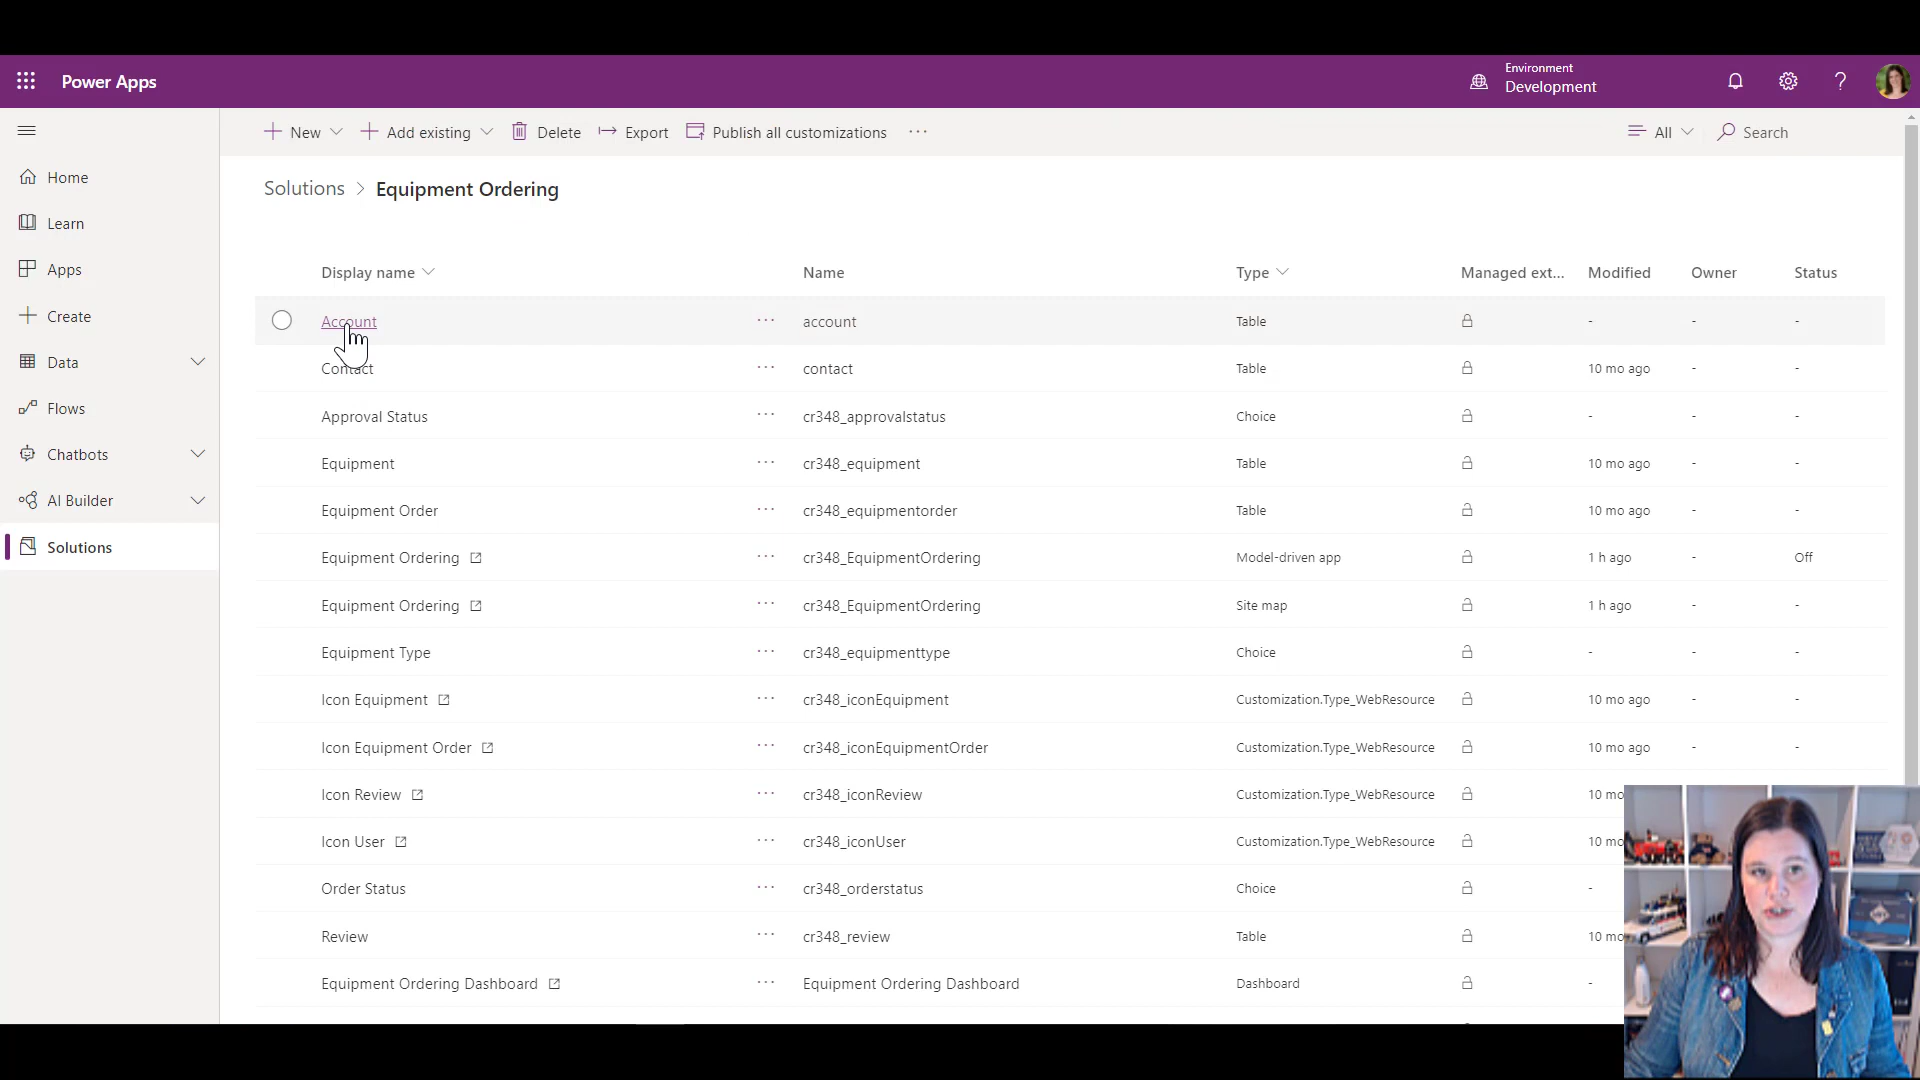 Power Apps
Environment
Development
New
Add existing
Delete
Export
Publish all customizations
All
Search
Home
Learn
Apps
Create
Data
Flows
Chatbots
AI Builder
Solutions
Solutions > Equipment Ordering
Display name Name Type Managed ext... Modified Owner Status
Account ... account Table - - -
Contact ... contact Table 10 mo ago - -
Approval Status ... cr348_approvalstatus Choice - - -
Equipment ... cr348_equipment Table 10 mo ago - -
Equipment Order ... cr348_equipmentorder Table 10 mo ago - -
Equipment Ordering ... cr348_EquipmentOrdering Model-driven app 1 h ago - Off
Equipment Ordering ... cr348_EquipmentOrdering Site map 1 h ago - -
Equipment Type ... cr348_equipmenttype Choice - - -
Icon Equipment ... cr348_iconEquipment Customization.Type_WebResource 10 mo ago - -
Icon Equipment Order ... cr348_iconEquipmentOrder Customization.Type_WebResource 10 mo ago - -
Icon Review ... cr348_iconReview Customization.Type_WebResource 10 mo
Icon User ... cr348_iconUser Customization.Type_WebResource 10 mo
Order Status ... cr348_orderstatus Choice -
Review ... cr348_review Table 10 mo
Equipment Ordering Dashboard ... Equipment Ordering Dashboard Dashboard -